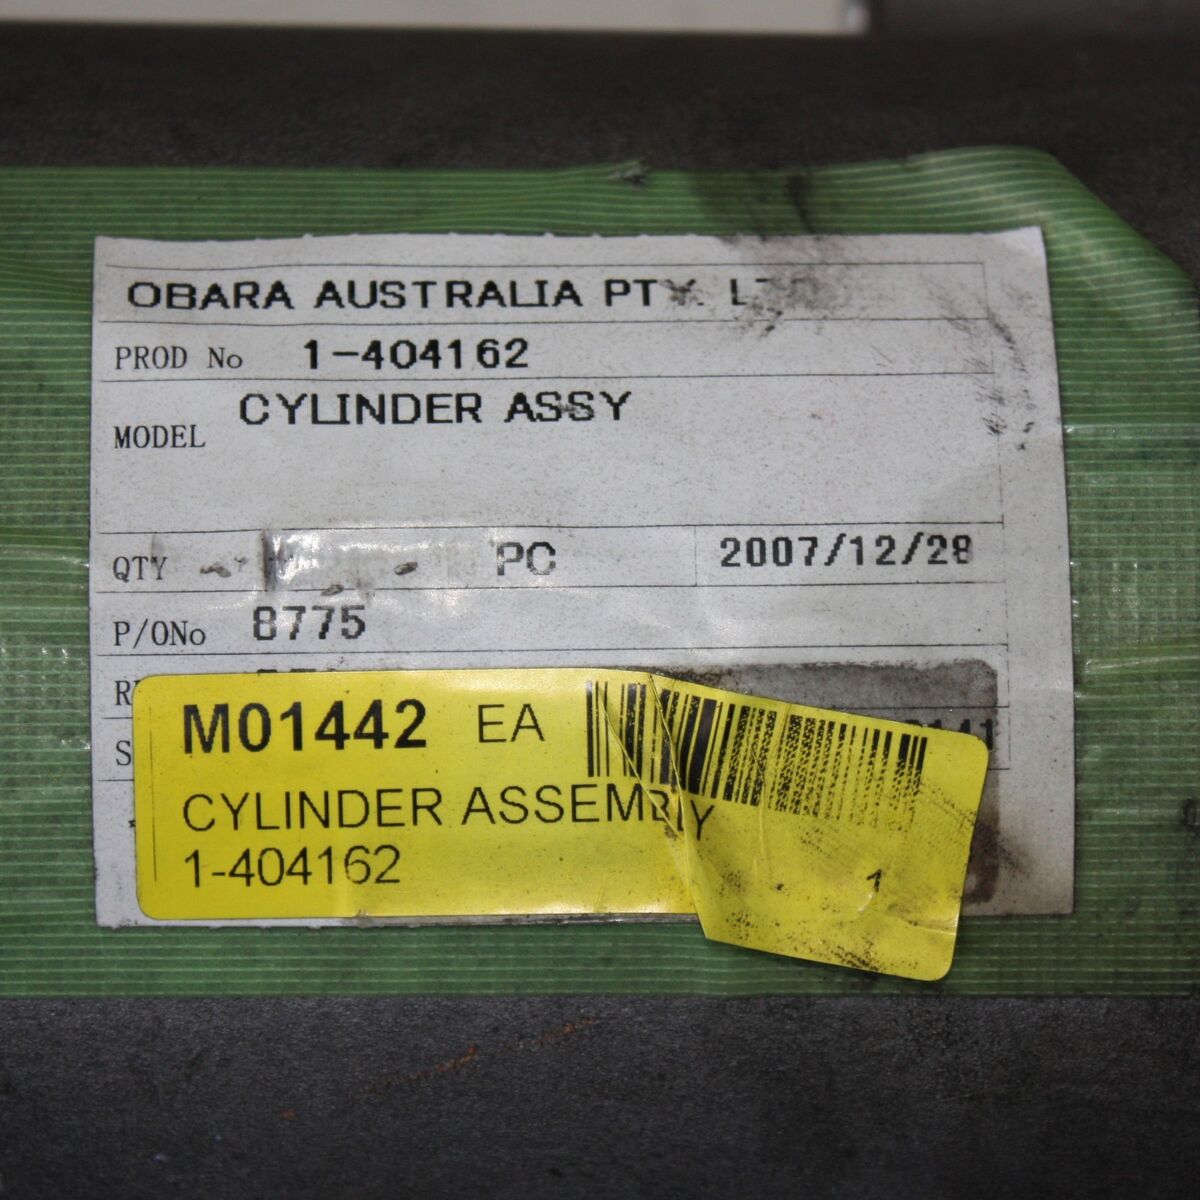 OBARA AUSTRALIA PTY.
PROD No 1-404162
MODEL CYLINDER ASSY
QTY PC 2007/12/28
P/ONo 8775
M01442 EA
CYLINDER ASSEMBLY
1-404162
1